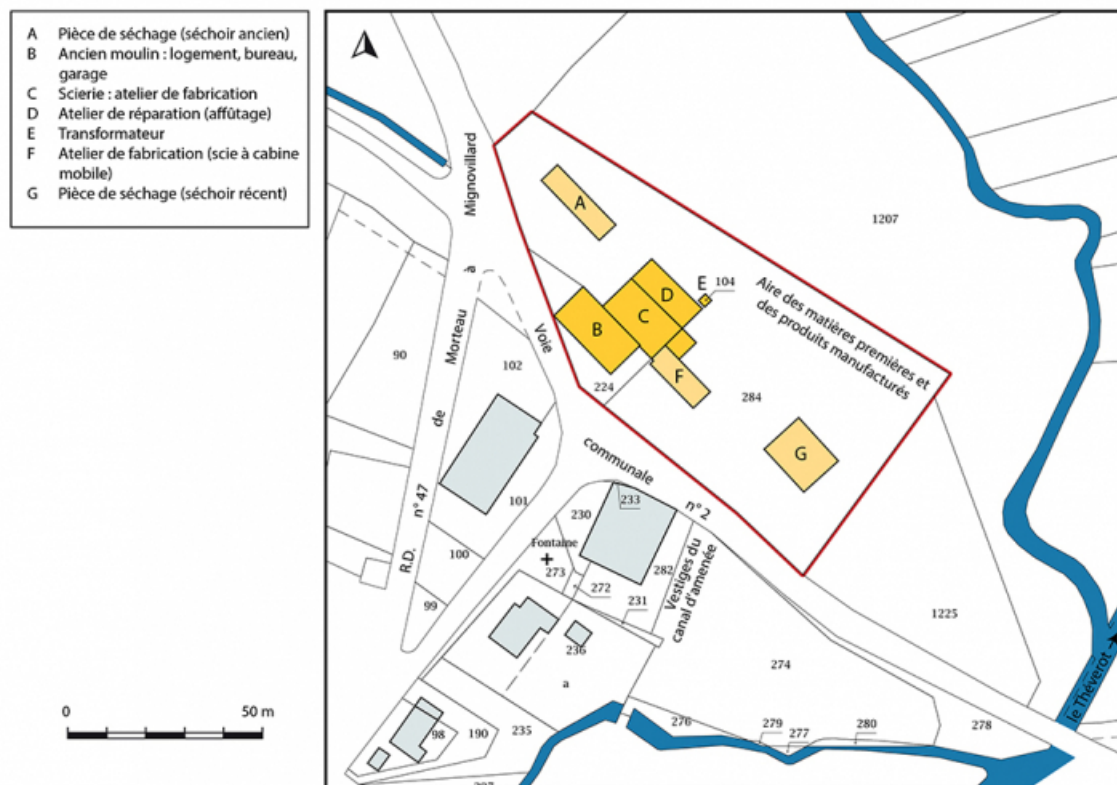 A Pièce de séchage (séchoir ancien)
B Ancien moulin : logement, bureau,
garage
C Scierie : atelier de fabrication
D Atelier de réparation (affûtage)
E Transformateur
F Atelier de fabrication (scie à cabine
mobile)
G Pièce de séchage (séchoir récent)
Mignovillard
à
Morteau
de
n° 47
R.D.
Voie
communale
n° 2
A
1207
E
104
D
C
B
F
Aire des matières premières et
des produits manufacturés
90
102
224
284
G
101
100
99
230
233
Fontaine
273
272
282
231
Vestiges du
canal d'amenée
236
a
274
1225
le Théverot
276
279
277
280
278
235
190
98
0
50 m